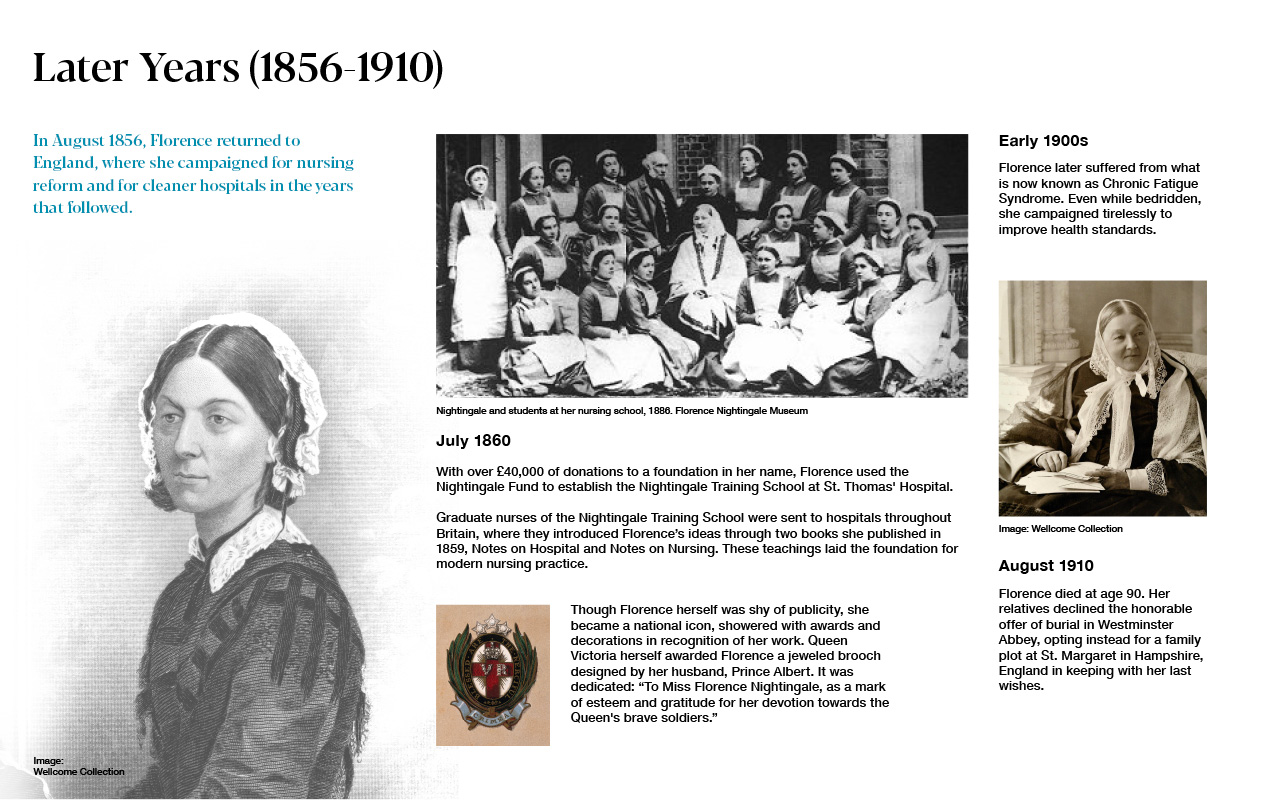 Later Years (1856-1910)
In August 1856, Florence returned to
England, where she campaigned for nursing
reform and for cleaner hospitals in the years
that followed.
Image:
Wellcome Collection
Nightingale and students at her nursing school, 1886. Florence Nightingale Museum
July 1860
With over £40,000 of donations to a foundation in her name, Florence used the
Nightingale Fund to establish the Nightingale Training School at St. Thomas' Hospital.
Graduate nurses of the Nightingale Training School were sent to hospitals throughout
Britain, where they introduced Florence’s ideas through two books she published in
1859, Notes on Hospital and Notes on Nursing. These teachings laid the foundation for
modern nursing practice.
VR
CRIMEA
Though Florence herself was shy of publicity, she
became a national icon, showered with awards and
decorations in recognition of her work. Queen
Victoria herself awarded Florence a jeweled brooch
designed by her husband, Prince Albert. It was
dedicated: “To Miss Florence Nightingale, as a mark
of esteem and gratitude for her devotion towards the
Queen's brave soldiers.”
Early 1900s
Florence later suffered from what
is now known as Chronic Fatigue
Syndrome. Even while bedridden,
she campaigned tirelessly to
improve health standards.
Image: Wellcome Collection
August 1910
Florence died at age 90. Her
relatives declined the honorable
offer of burial in Westminster
Abbey, opting instead for a family
plot at St. Margaret in Hampshire,
England in keeping with her last
wishes.